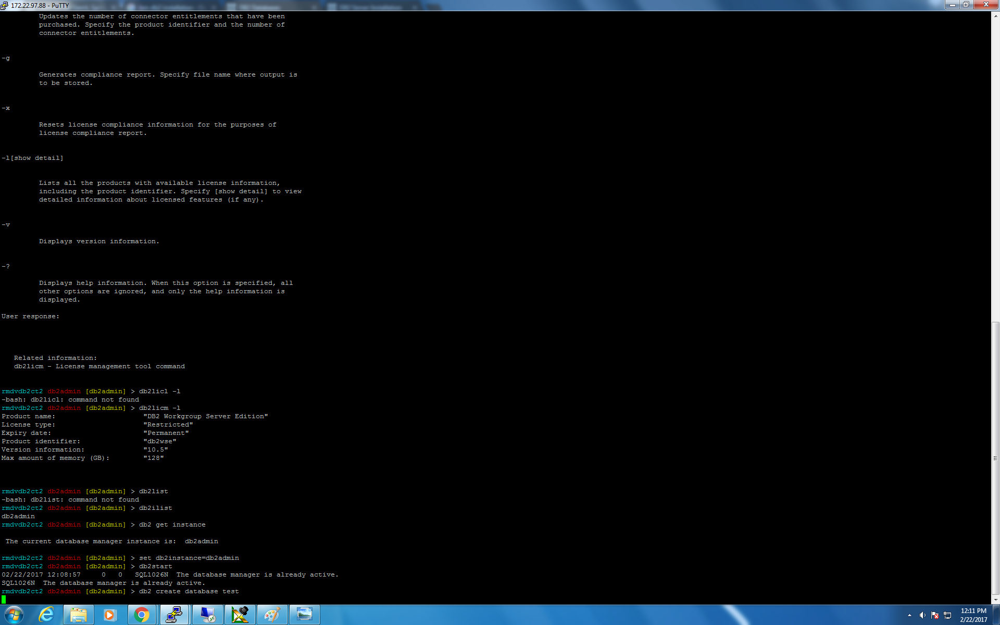 172.22.97.88 - PuTTY
Updates the number of connector entitlements that have been
purchased. Specify the product identifier and the number of
connector entitlements.
-g
Generates compliance report. Specify file name where output is
to be stored.
-x
Resets license compliance information for the purposes of
license compliance report.
-l[show detail]
Lists all the products with available license information,
including the product identifier. Specify [show detail] to view
detailed information about licensed features (if any).
-v
Displays version information.
-?
Displays help information. When this option is specified, all
other options are ignored, and only the help information is
displayed.
User response:
Related information:
db2licm - License management tool command
rmdvdb2ct2 db2admin [db2admin] > db2licl -l
-bash: db2licl: command not found
rmdvdb2ct2 db2admin [db2admin] > db2licm -l
Product name: "DB2 Workgroup Server Edition"
License type: "Restricted"
Expiry date: "Permanent"
Product identifier: "db2wse"
Version information: "10.5"
Max amount of memory (GB): "128"
rmdvdb2ct2 db2admin [db2admin] > db2list
-bash: db2list: command not found
rmdvdb2ct2 db2admin [db2admin] > db2ilist
db2admin
rmdvdb2ct2 db2admin [db2admin] > db2 get instance
The current database manager instance is: db2admin
rmdvdb2ct2 db2admin [db2admin] > set db2instance=db2admin
rmdvdb2ct2 db2admin [db2admin] > db2start
02/22/2017 12:08:57 0 0 SQL1026N The database manager is already active.
SQL1026N The database manager is already active.
rmdvdb2ct2 db2admin [db2admin] > db2 create database test
12:11 PM
2/22/2017